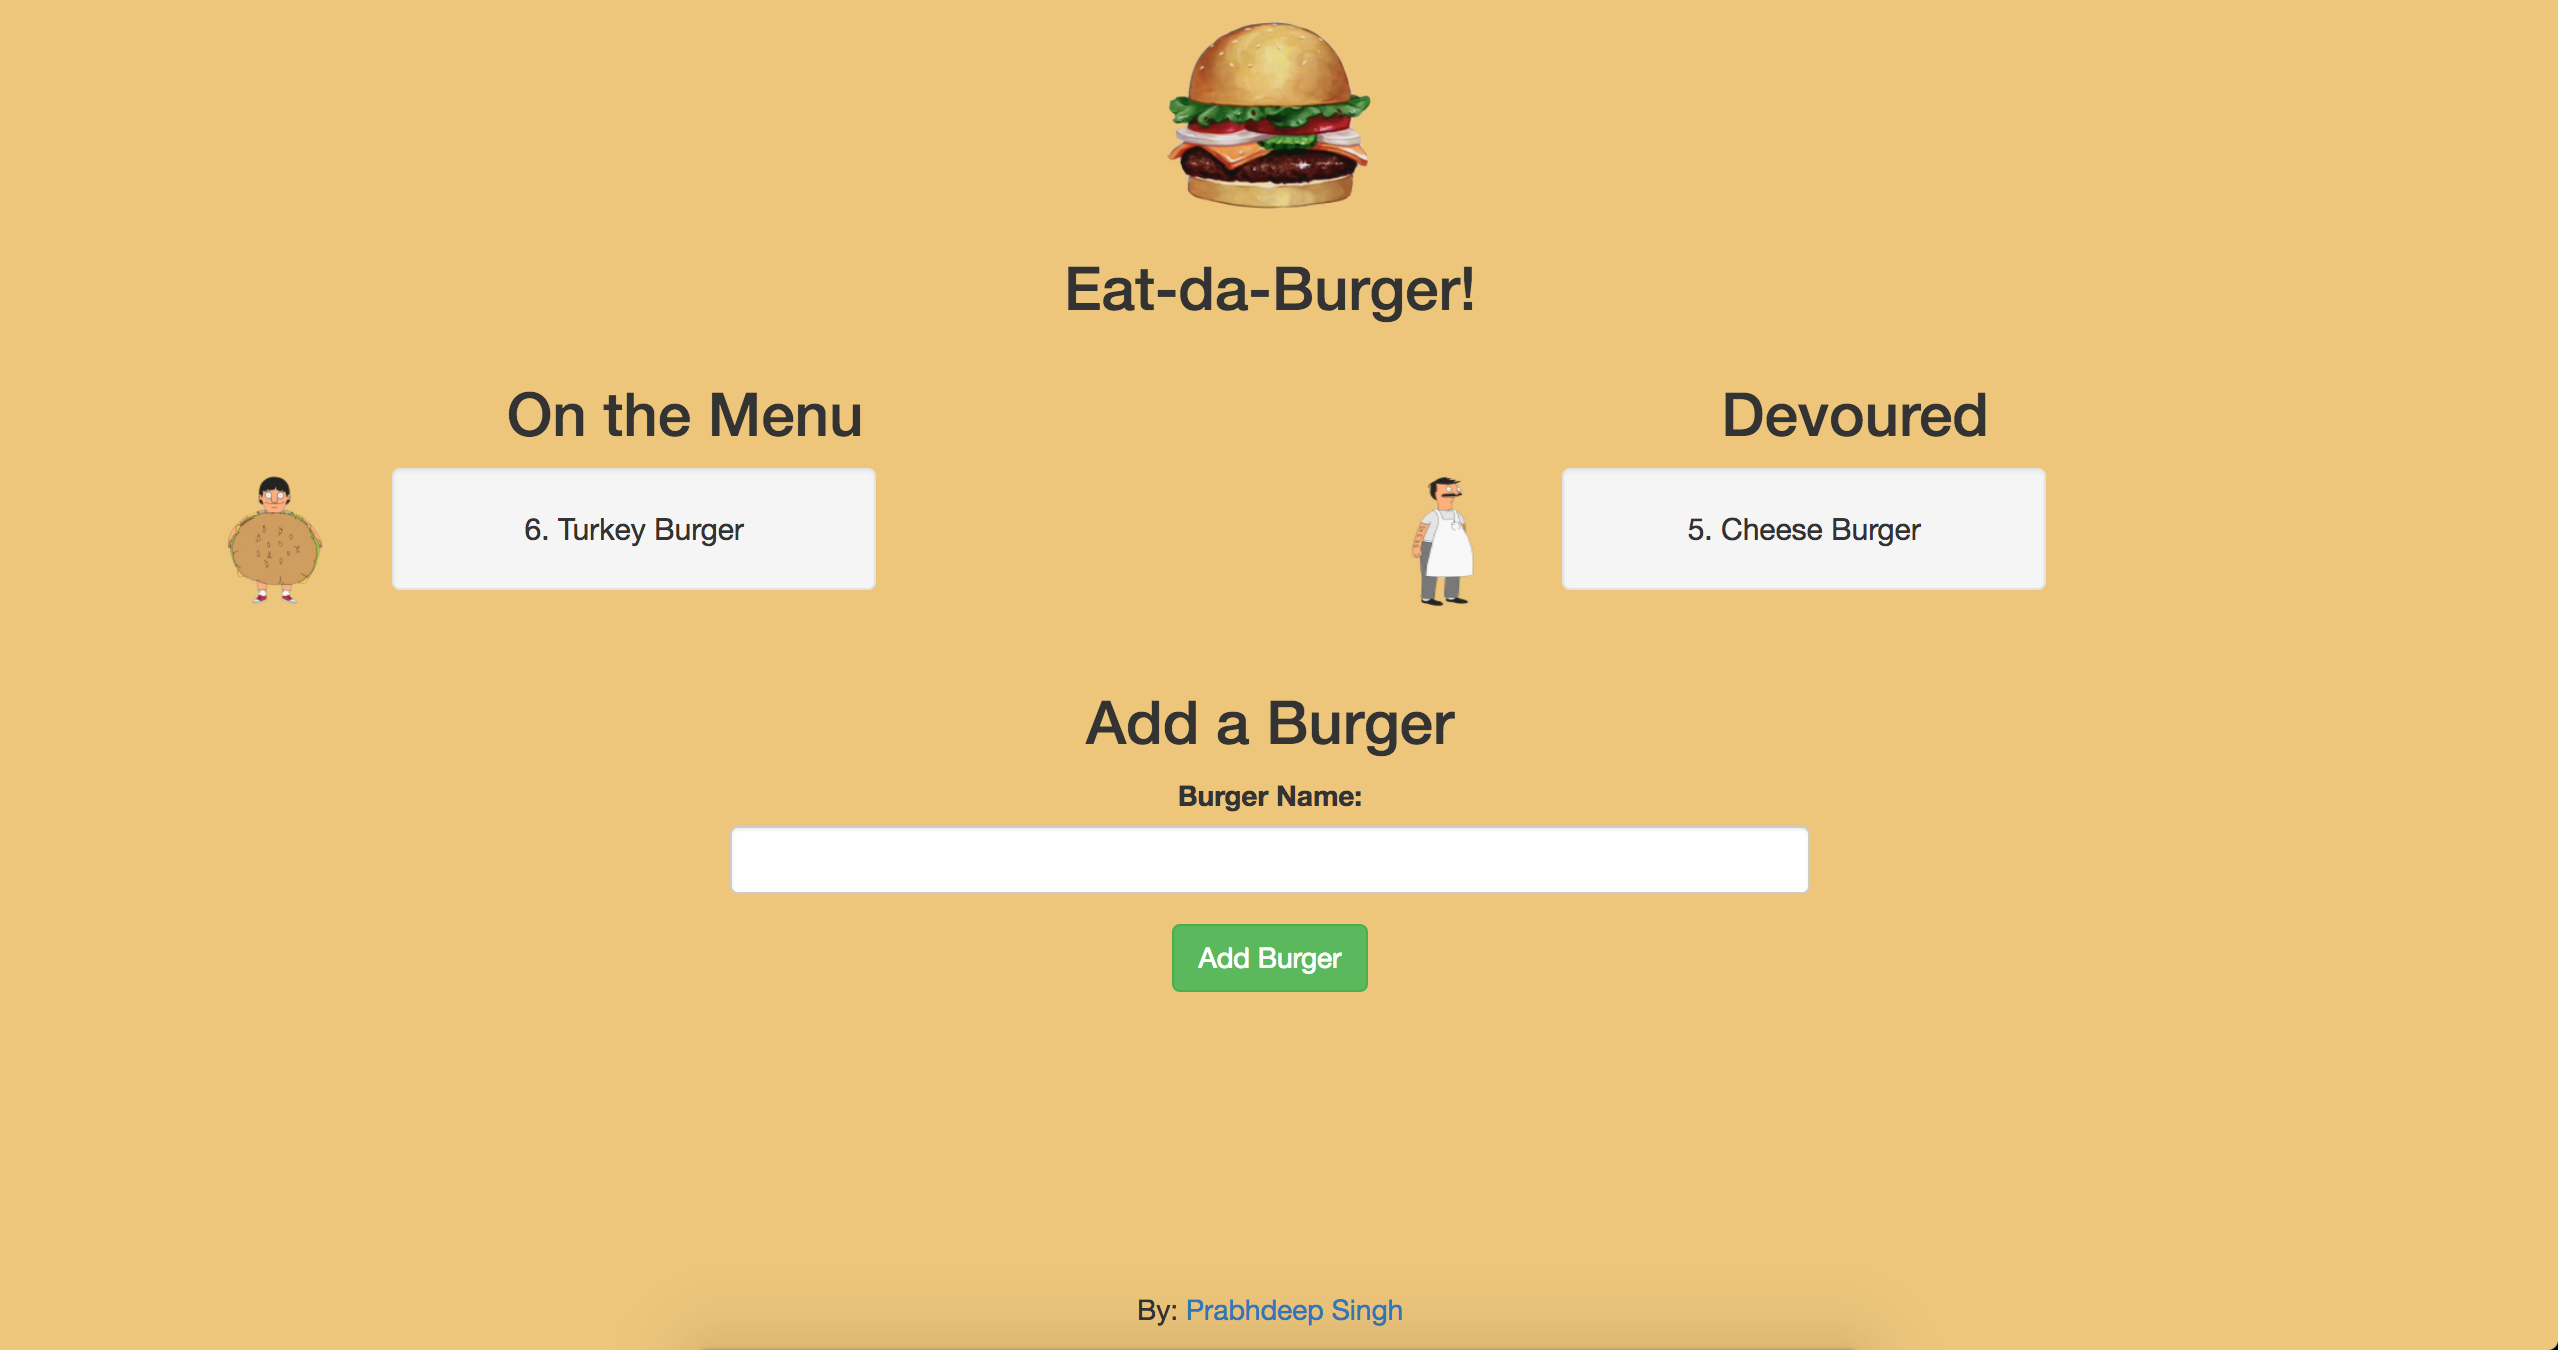 Eat-da-Burger!
On the Menu
Devoured
6. Turkey Burger
5. Cheese Burger
Add a Burger
Burger Name:
Add Burger
By: Prabhdeep Singh